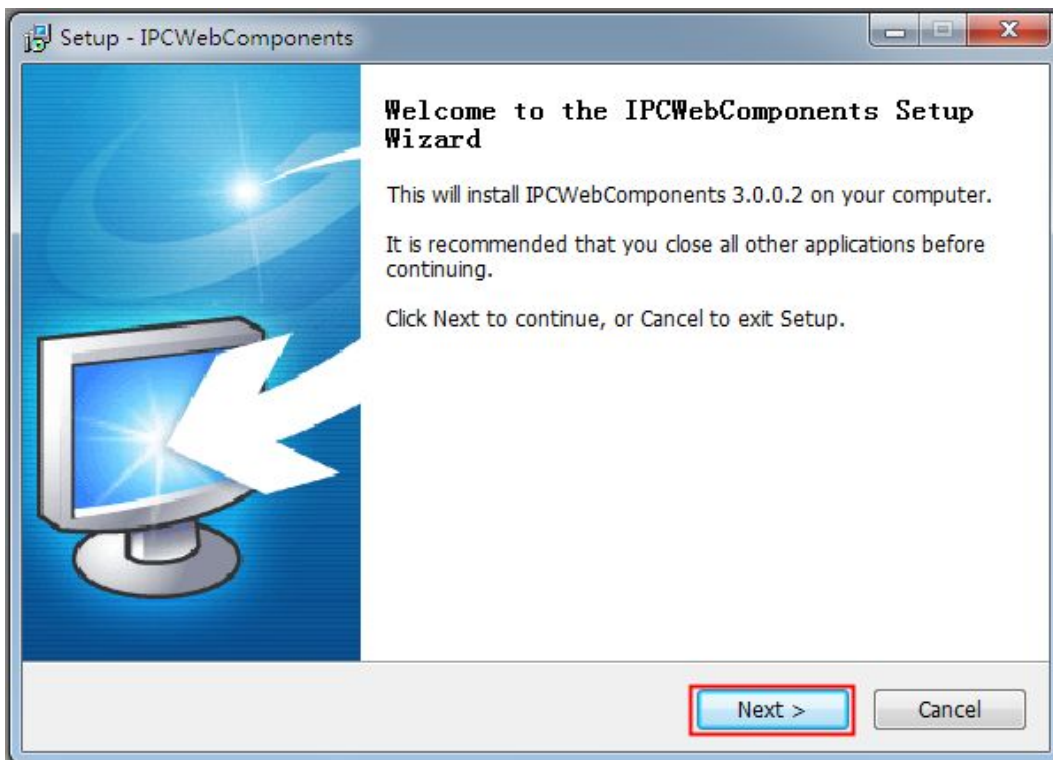 Setup - IPCWebComponents
Welcome to the IPCWebComponents Setup
Wizard
This will install IPCWebComponents 3.0.0.2 on your computer.
It is recommended that you close all other applications before
continuing.
Click Next to continue, or Cancel to exit Setup.
Next >
Cancel